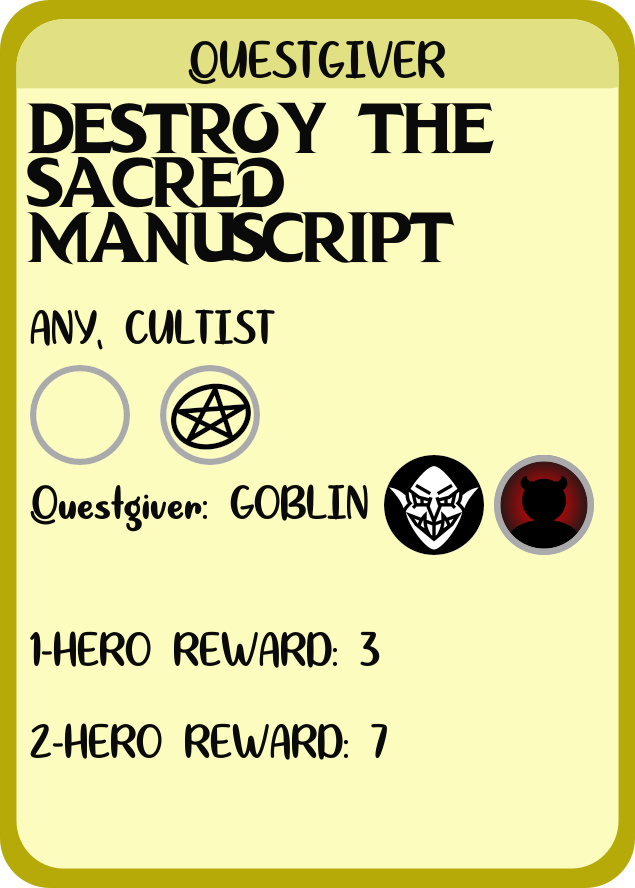 QUESTGIVER
DESTROY THE
SACRED
MANUSCRIPT
ANY, CULTIST
Questgiver: GOBLIN
1-HERO REWARD: 3
2-HERO REWARD: 7